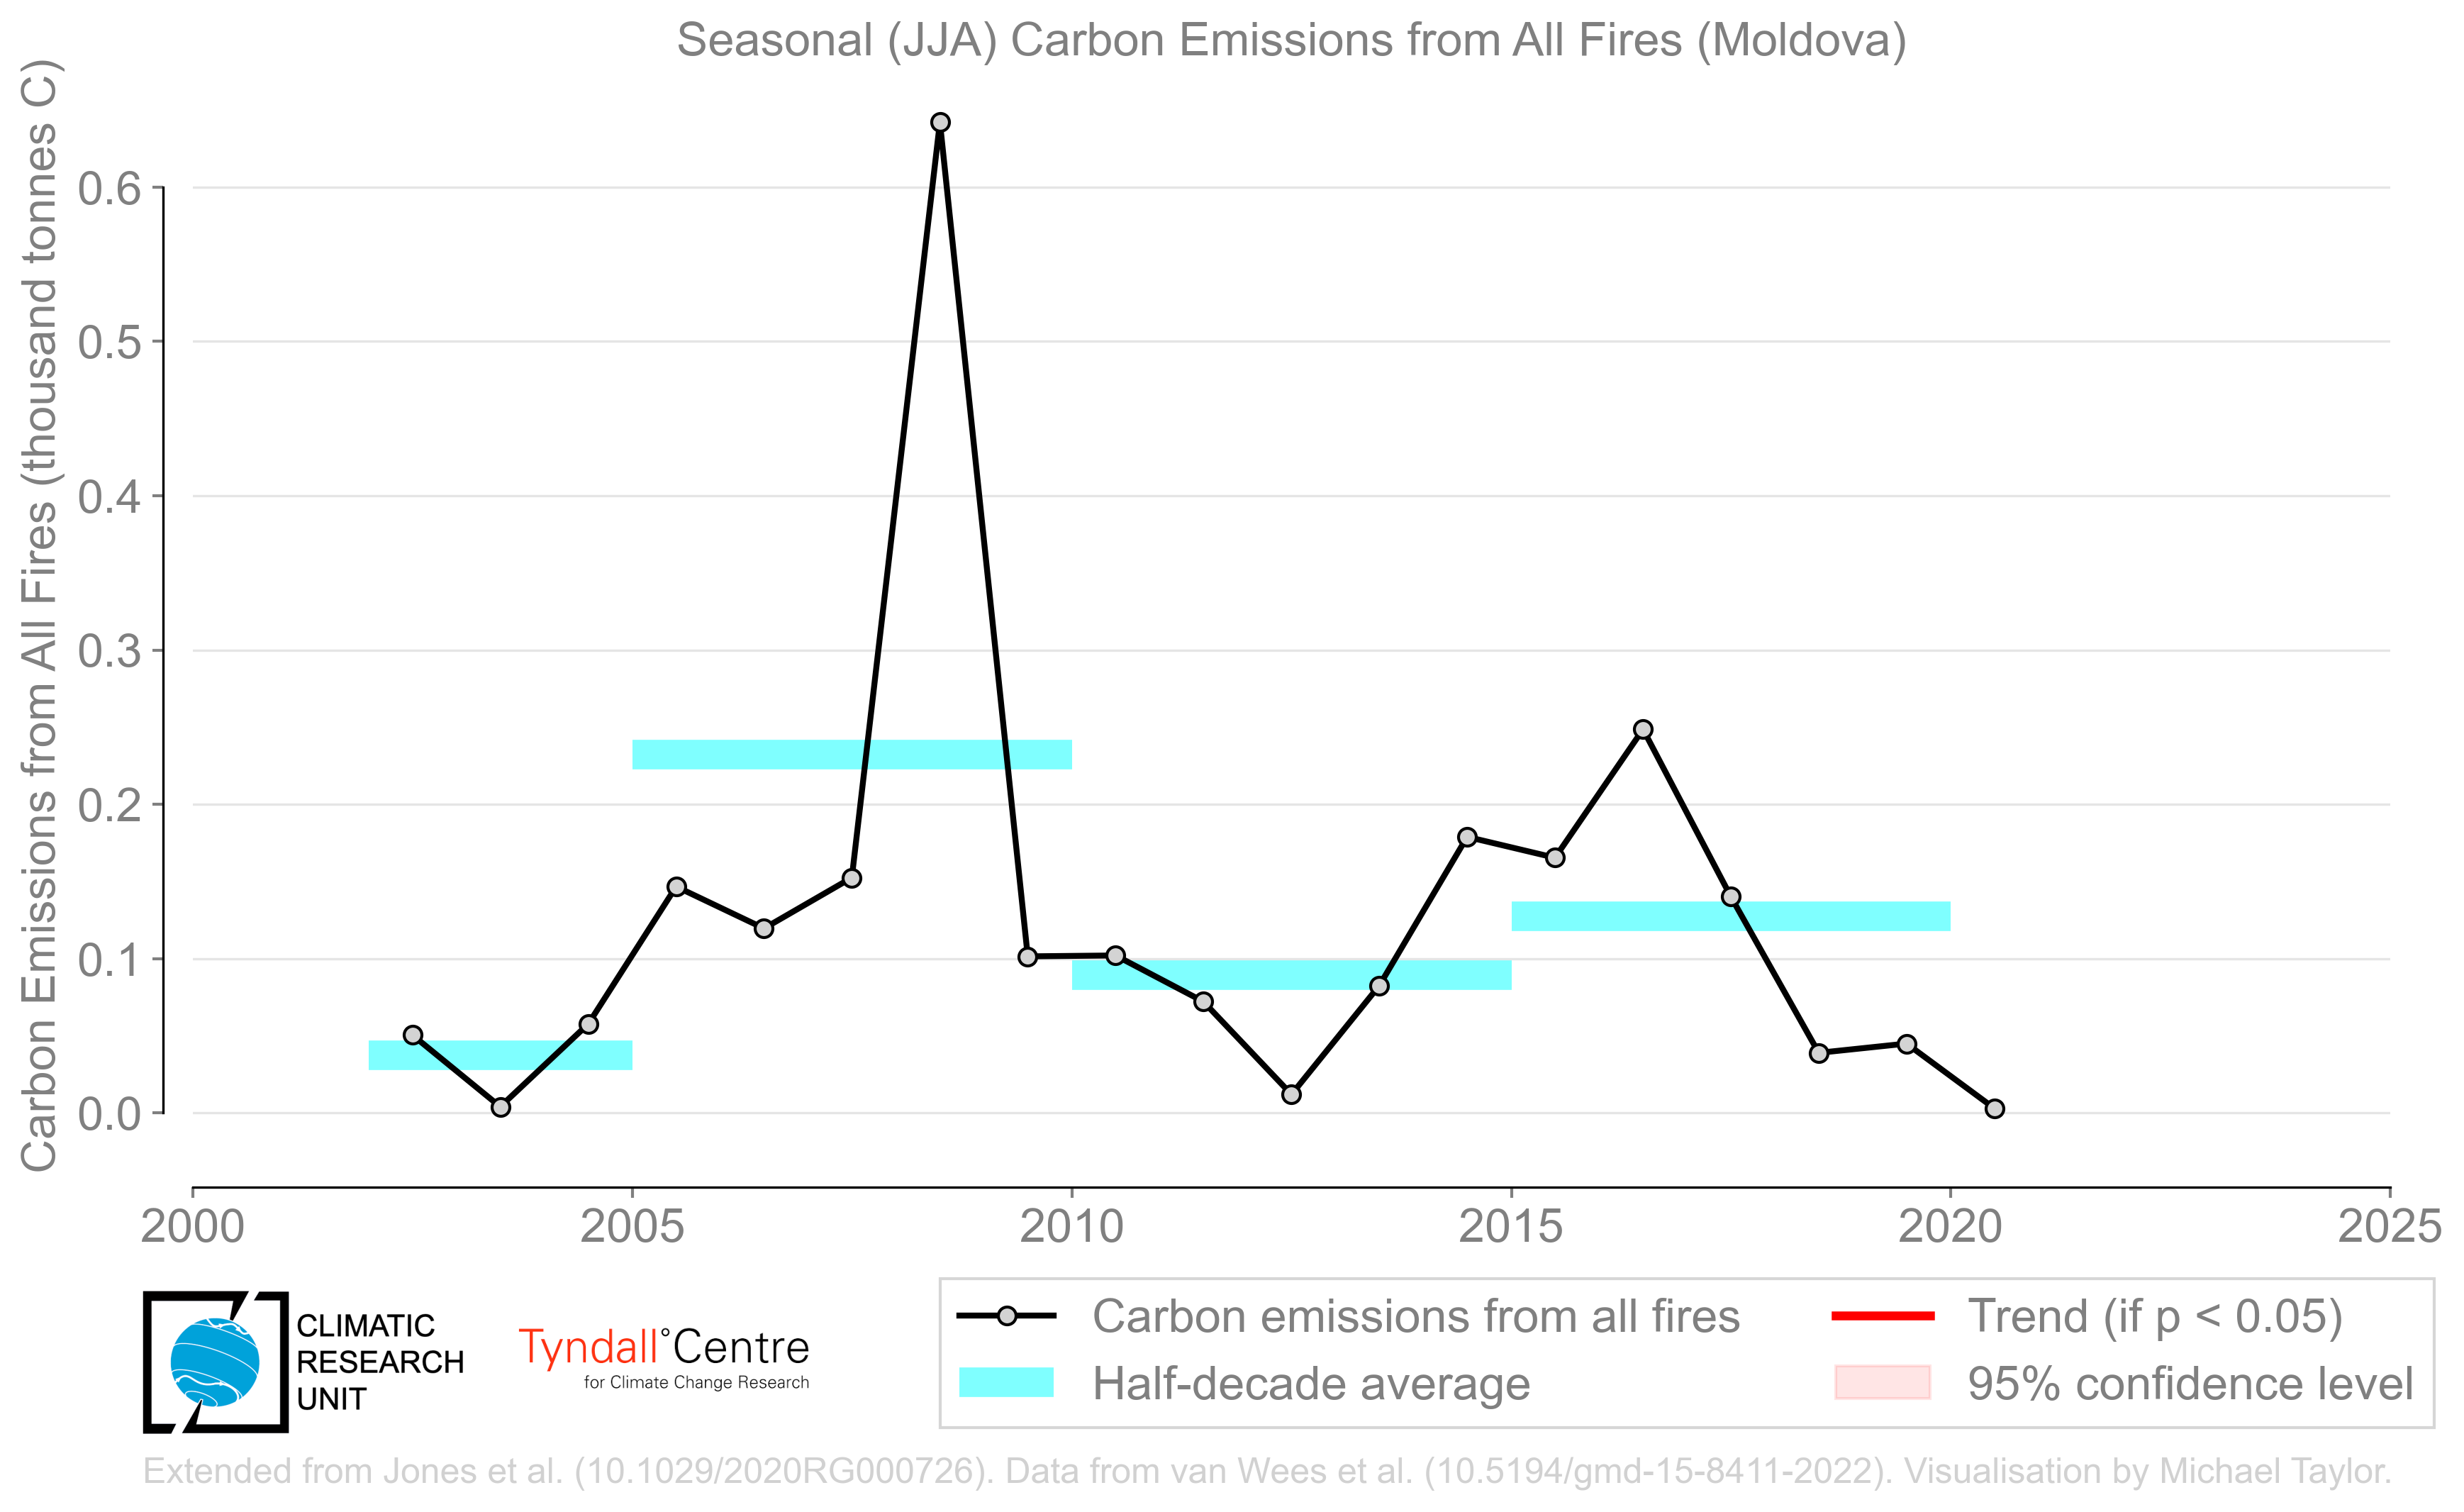 Seasonal (JJA) Carbon Emissions from All Fires (Moldova)
Carbon Emissions from All Fires (thousand tonnes C)
0.6
0.5
0.4
0.3
0.2
0.1
0.0
2000 2005 2010 2015 2020 2025
CLIMATIC
RESEARCH
UNIT
Tyndall°Centre
for Climate Change Research
Carbon emissions from all fires
Half-decade average
Trend (if p < 0.05)
95% confidence level
Extended from Jones et al. (10.1029/2020RG000726). Data from van Wees et al. (10.5194/gmd-15-8411-2022). Visualisation by Michael Taylor.